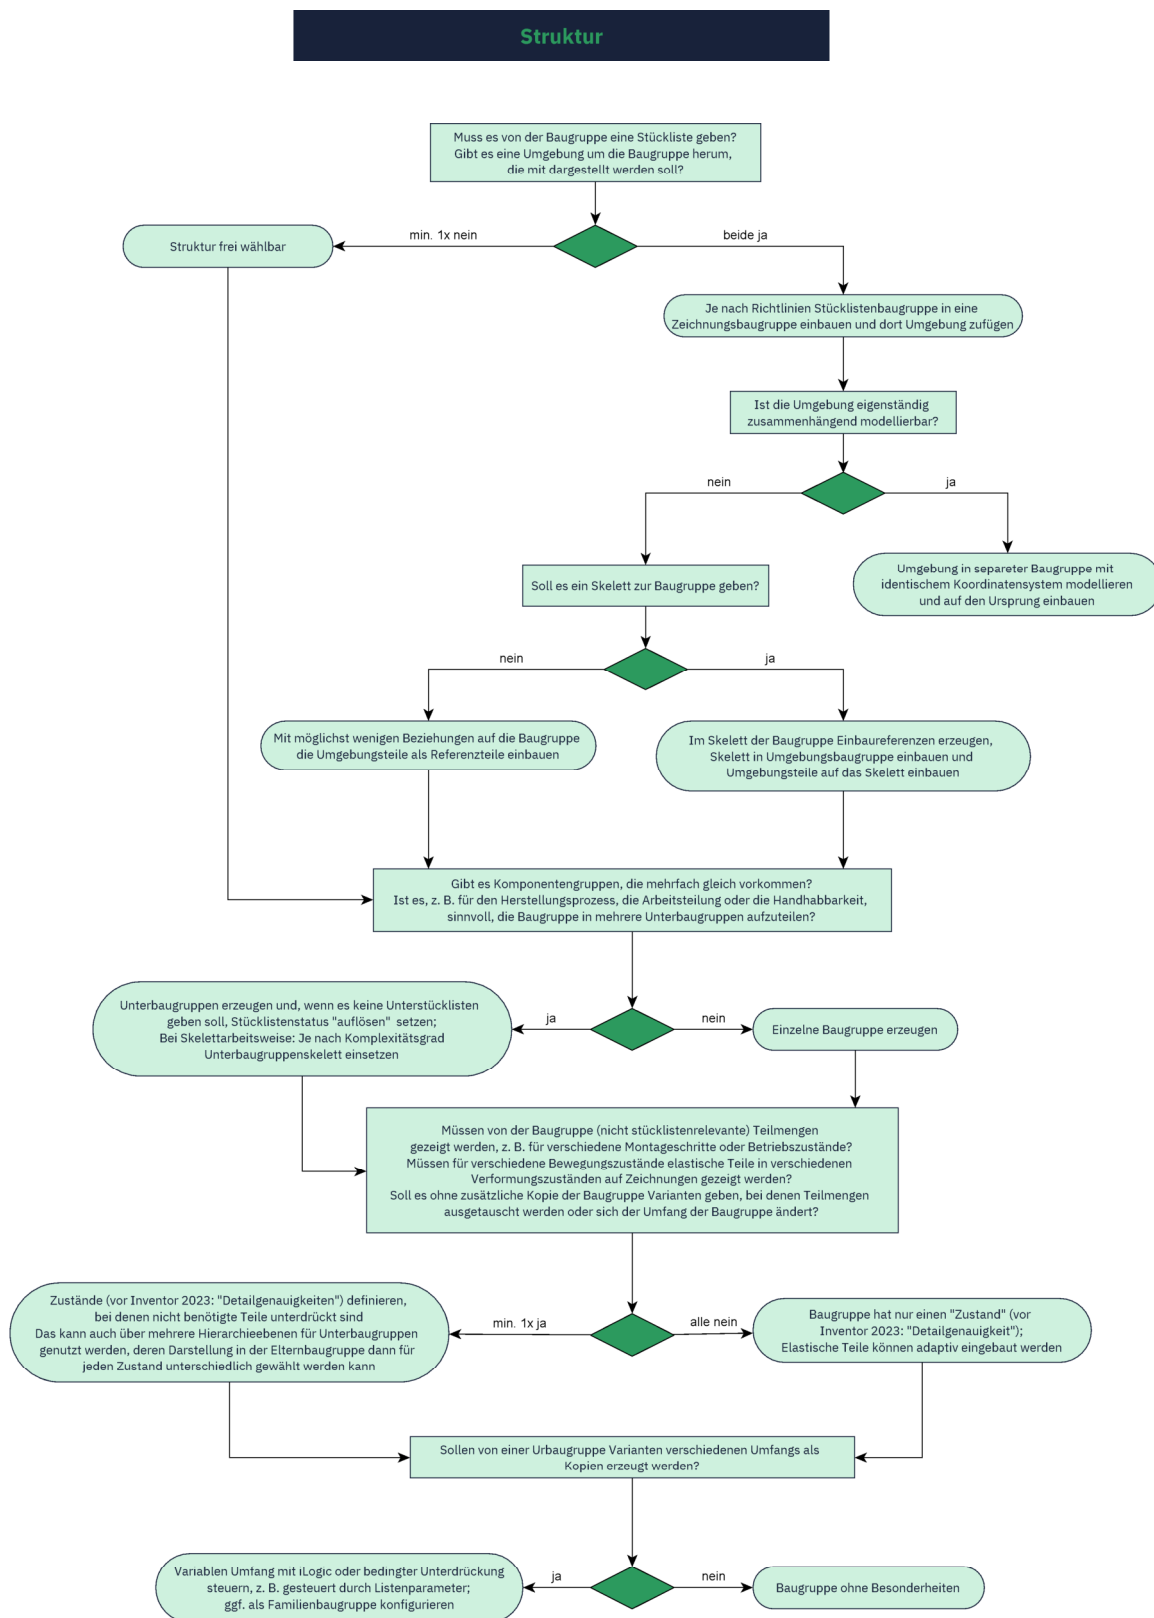 Struktur
Muss es von der Baugruppe eine Stückliste geben?
Gibt es eine Umgebung um die Baugruppe herum,
die mit dargestellt werden soll?
min. 1x nein
beide ja
Struktur frei wählbar
Je nach Richtlinien Stücklistenbaugruppe in eine
Zeichnungsbaugruppe einbauen und dort Umgebung zufügen
Ist die Umgebung eigenständig
zusammenhängend modellierbar?
nein
ja
Umgebung in separeter Baugruppe mit
identischem Koordinatensystem modellieren
und auf den Ursprung einbauen
Soll es ein Skelett zur Baugruppe geben?
nein
ja
Mit möglichst wenigen Beziehungen auf die Baugruppe
die Umgebungsteile als Referenzteile einbauen
Im Skelett der Baugruppe Einbaureferenzen erzeugen,
Skelett in Umgebungsbaugruppe einbauen und
Umgebungsteile auf das Skelett einbauen
Gibt es Komponentengruppen, die mehrfach gleich vorkommen?
Ist es, z. B. für den Herstellungsprozess, die Arbeitsteilung oder die Handhabbarkeit,
sinnvoll, die Baugruppe in mehrere Unterbaugruppen aufzuteilen?
Unterbaugruppen erzeugen und, wenn es keine Unterstücklisten
geben soll, Stücklistenstatus "auflösen" setzen;
Bei Skelettarbeitsweise: Je nach Komplexitätsgrad
Unterbaugruppenskelett einsetzen
ja
nein
Einzelne Baugruppe erzeugen
Müssen von der Baugruppe (nicht stücklistenrelevante) Teilmengen
gezeigt werden, z. B. für verschiedene Montageschritte oder Betriebszustände?
Müssen für verschiedene Bewegungszustände elastische Teile in verschiedenen
Verformungszuständen auf Zeichnungen gezeigt werden?
Soll es ohne zusätzliche Kopie der Baugruppe Varianten geben, bei denen Teilmengen
ausgetauscht werden oder sich der Umfang der Baugruppe ändert?
Zustände (vor Inventor 2023: "Detailgenauigkeiten") definieren,
bei denen nicht benötigte Teile unterdrückt sind
Das kann auch über mehrere Hierarchieebenen für Unterbaugruppen
genutzt werden, deren Darstellung in der Elternbaugruppe dann für
jeden Zustand unterschiedlich gewählt werden kann
min. 1x ja
alle nein
Baugruppe hat nur einen "Zustand" (vor
Inventor 2023: "Detailgenauigkeit");
Elastische Teile können adaptiv eingebaut werden
Sollen von einer Urbaugruppe Varianten verschiedenen Umfangs als
Kopien erzeugt werden?
Variablen Umfang mit iLogic oder bedingter Unterdrückung
steuern, z. B. gesteuert durch Listenparameter;
ggf. als Familienbaugruppe konfigurieren
ja
nein
Baugruppe ohne Besonderheiten